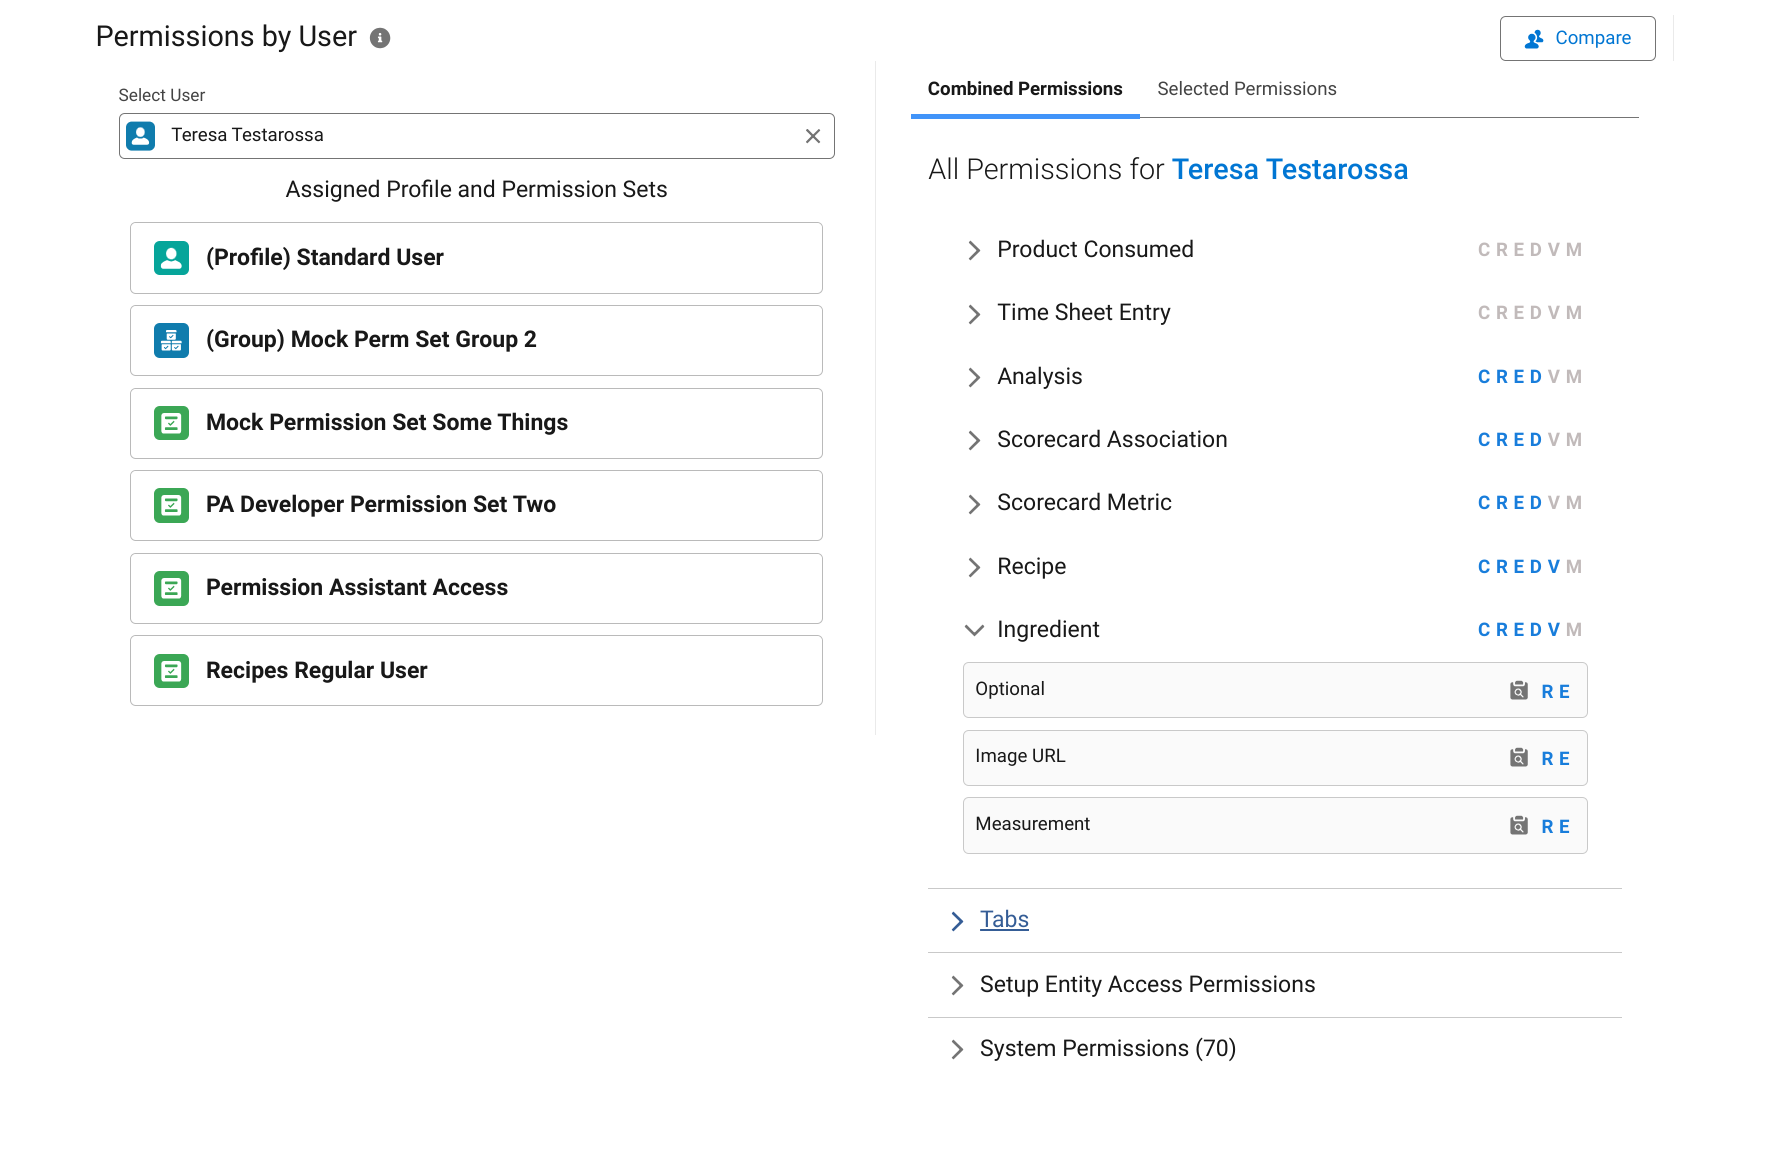 Permissions by User
Compare
Select User
Teresa Testarossa
Assigned Profile and Permission Sets
(Profile) Standard User
(Group) Mock Perm Set Group 2
Mock Permission Set Some Things
PA Developer Permission Set Two
Permission Assistant Access
Recipes Regular User
Combined Permissions
Selected Permissions
All Permissions for Teresa Testarossa
Product Consumed C R E D V M
Time Sheet Entry C R E D V M
Analysis C R E D V M
Scorecard Association C R E D V M
Scorecard Metric C R E D V M
Recipe C R E D V M
Ingredient C R E D V M
Optional R E
Image URL R E
Measurement R E
Tabs
Setup Entity Access Permissions
System Permissions (70)